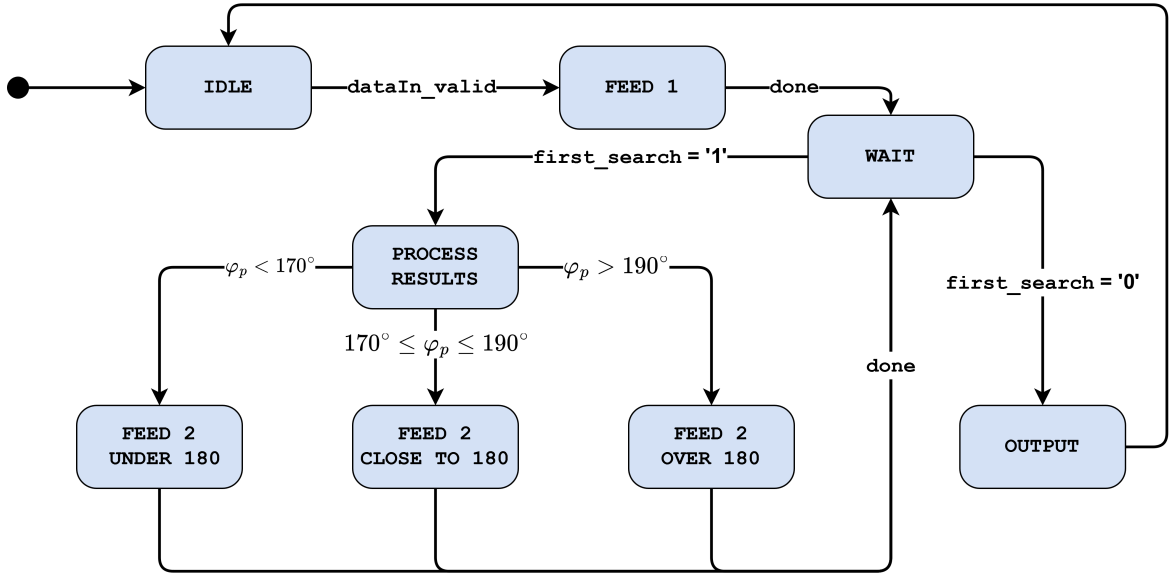 IDLE
dataIn_valid
FEED 1
done
WAIT
first_search = '1'
PROCESS
RESULTS
φₚ < 170°
φₚ > 190°
first_search = '0'
170° ≤ φₚ ≤ 190°
done
FEED 2
UNDER 180
FEED 2
CLOSE TO 180
FEED 2
OVER 180
OUTPUT